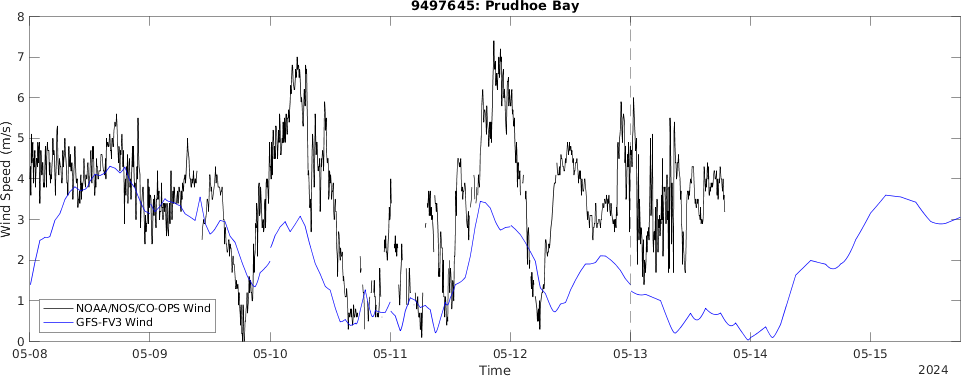 9497645: Prudhoe Bay
8
7
6
5
4
3
2
1
0
Wind Speed (m/s)
NOAA/NOS/CO-OPS Wind
GFS-FV3 Wind
05-08 05-09 05-10 05-11 05-12 05-13 05-14 05-15
Time
2024